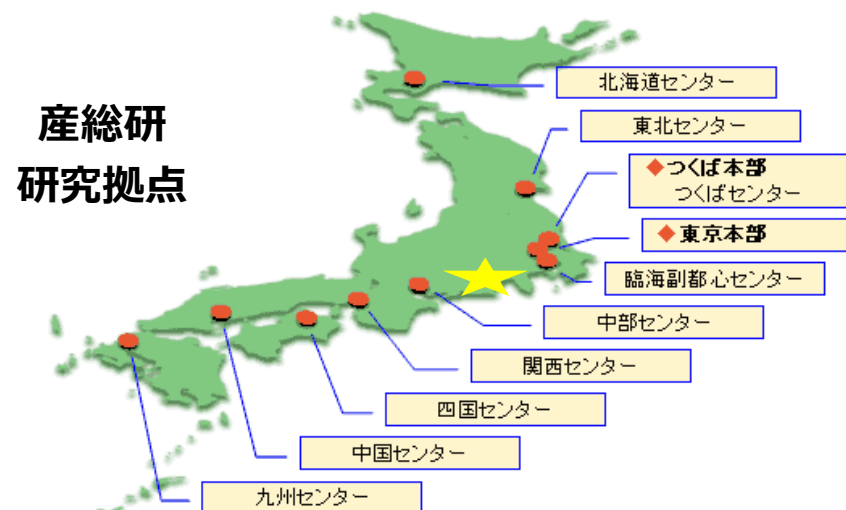 産総研
研究拠点
北海道センター
東北センター
◆つくば本部
つくばセンター
◆東京本部
臨海副都心センター
中部センター
関西センター
四国センター
中国センター
九州センター